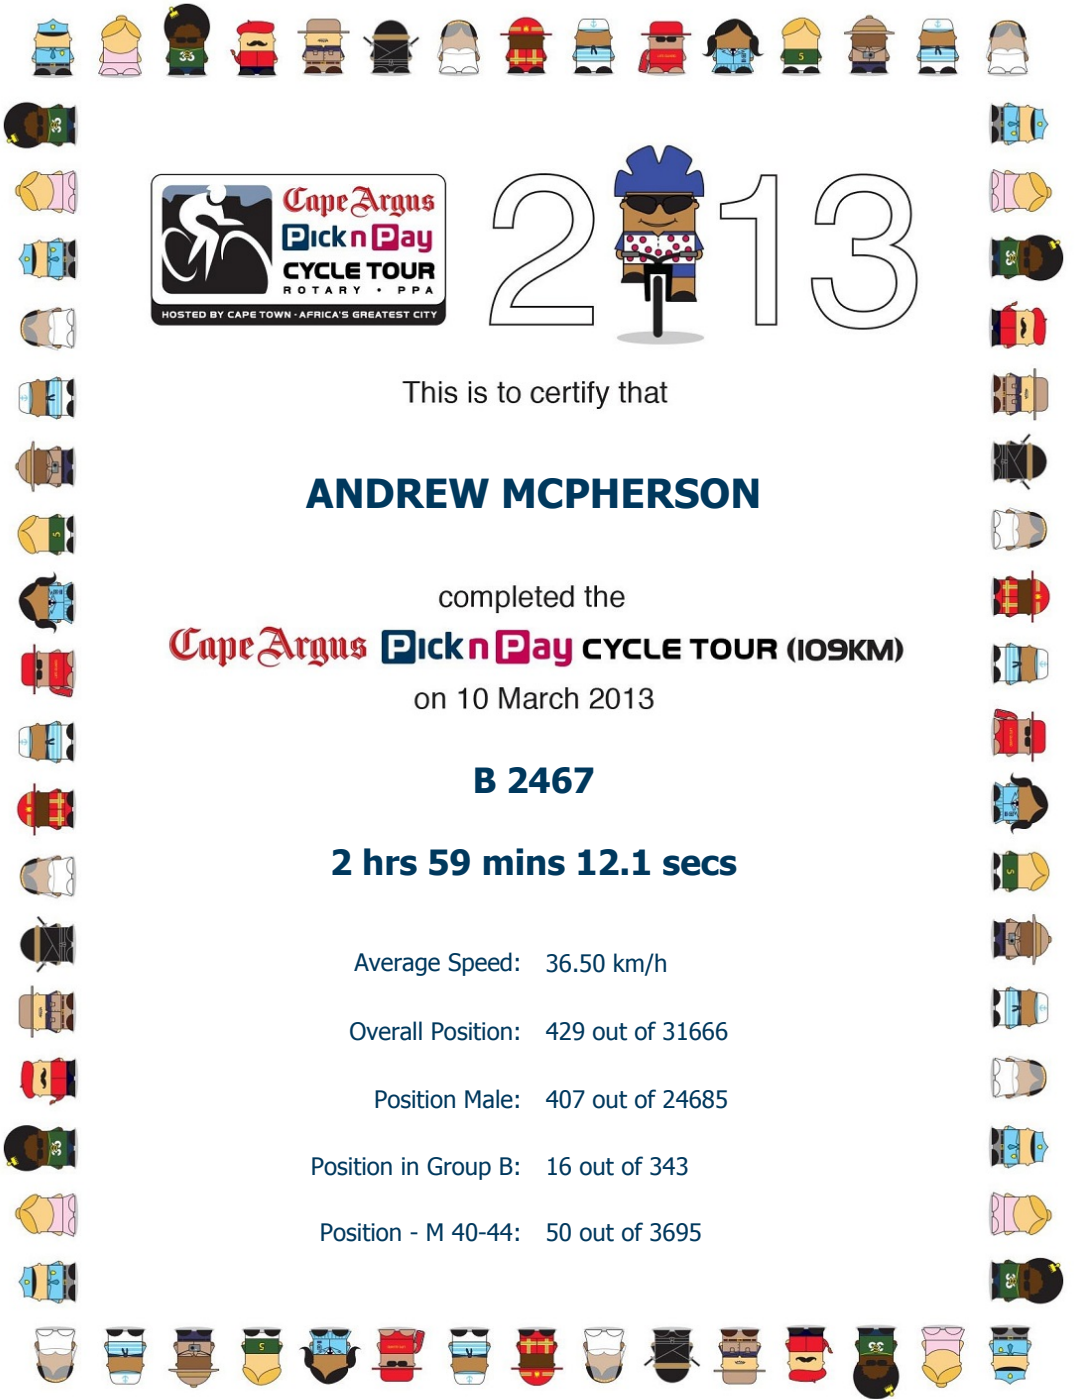 Cape Argus
Pick n Pay
CYCLE TOUR
ROTARY • PPA
HOSTED BY CAPE TOWN - AFRICA'S GREATEST CITY
2 13
This is to certify that
ANDREW MCPHERSON
completed the
Cape Argus Pick n Pay CYCLE TOUR (109KM)
on 10 March 2013
B 2467
2 hrs 59 mins 12.1 secs
Average Speed: 36.50 km/h
Overall Position: 429 out of 31666
Position Male: 407 out of 24685
Position in Group B: 16 out of 343
Position - M 40-44: 50 out of 3695